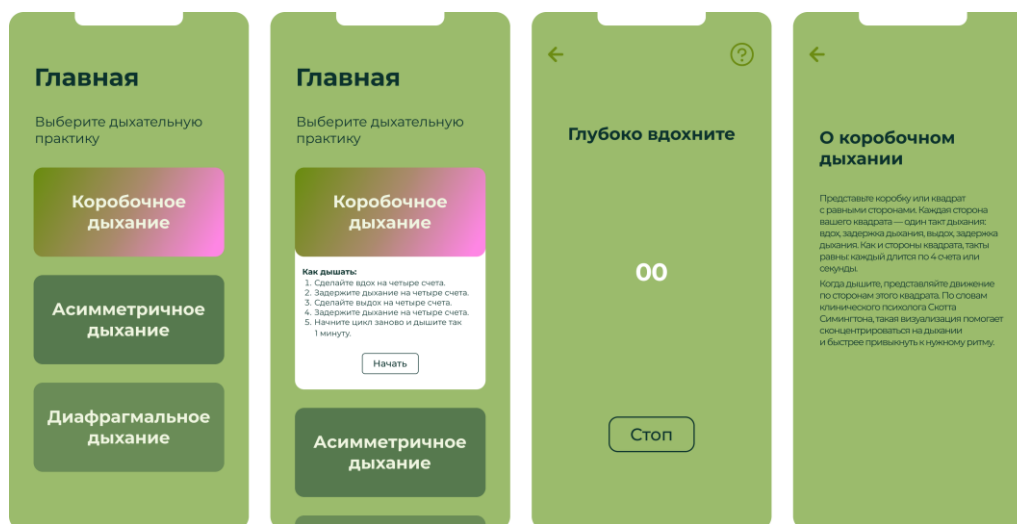 Главная
Выберите дыхательную
практику
Коробочное
дыхание
Асимметричное
дыхание
Диафрагмальное
дыхание
Главная
Выберите дыхательную
практику
Коробочное
дыхание
Как дышать:
1. Сделайте вдох на четыре счета.
2. Задержите дыхание на четыре счета.
3. Сделайте выдох на четыре счета.
4. Задержите дыхание на четыре счета.
5. Начните цикл заново и дышите так
1 минуту.
Начать
Асимметричное
дыхание
?
Глубоко вдохните
00
Стоп
О коробочном
дыхании
Представьте коробку или квадрат
с равными сторонами. Каждая сторона
вашего квадрата — один такт дыхания:
вдох, задержка дыхания, выдох, задержка
дыхания. Как и стороны квадрата, такты
равны: каждый длится по 4 счета или
секунды.
Когда дышите, представляйте движение
по сторонам этого квадрата. По словам
клинического психолога Скотта
Симингтона, такая визуализация помогает
сконцентрироваться на дыхании
и быстрее привыкнуть к нужному ритму.